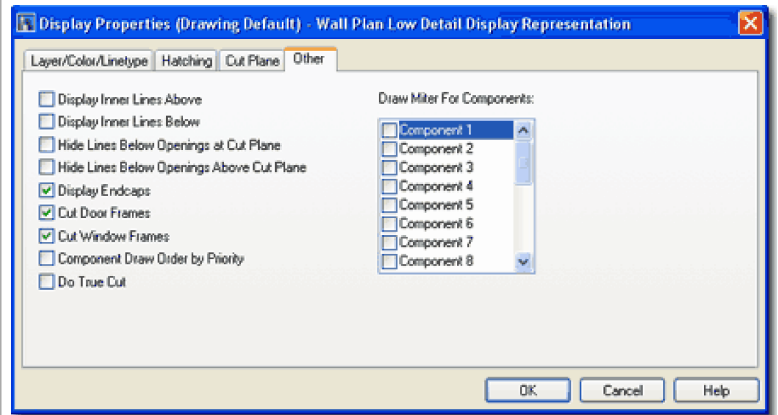 Display Properties (Drawing Default) - Wall Plan Low Detail Display Representation
Layer/Color/Linetype Hatching Cut Plane Other
Display Inner Lines Above
Display Inner Lines Below
Hide Lines Below Openings at Cut Plane
Hide Lines Below Openings Above Cut Plane
Display Endcaps
Cut Door Frames
Cut Window Frames
Component Draw Order by Priority
Do True Cut
Draw Miter For Components:
Component 1
Component 2
Component 3
Component 4
Component 5
Component 6
Component 7
Component 8
OK Cancel Help